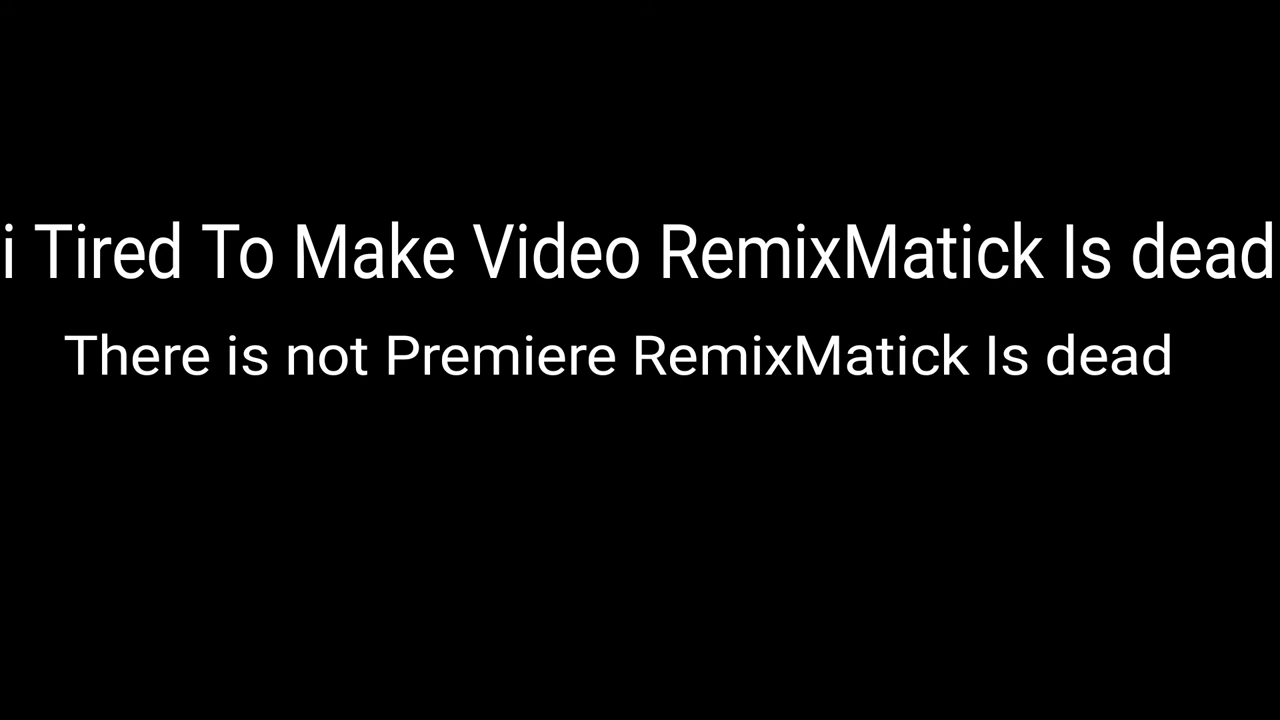 i Tired To Make Video RemixMatick Is dead
There is not Premiere RemixMatick Is dead